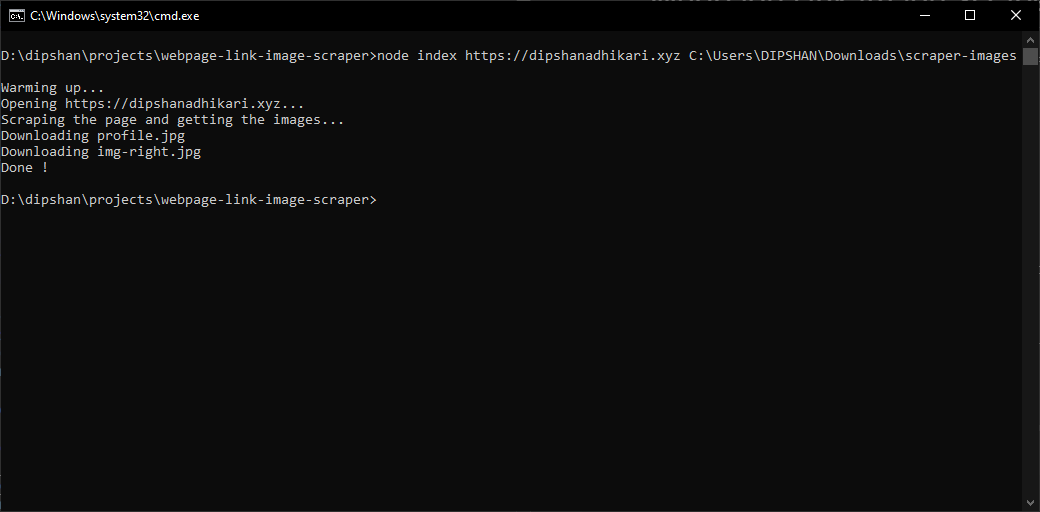 C:\Windows\system32\cmd.exe
D:\dipshan\projects\webpage-link-image-scraper>node index https://dipshanadhikari.xyz C:\Users\DIPSHAN\Downloads\scraper-images
Warming up...
Opening https://dipshanadhikari.xyz...
Scraping the page and getting the images...
Downloading profile.jpg
Downloading img-right.jpg
Done !
D:\dipshan\projects\webpage-link-image-scraper>